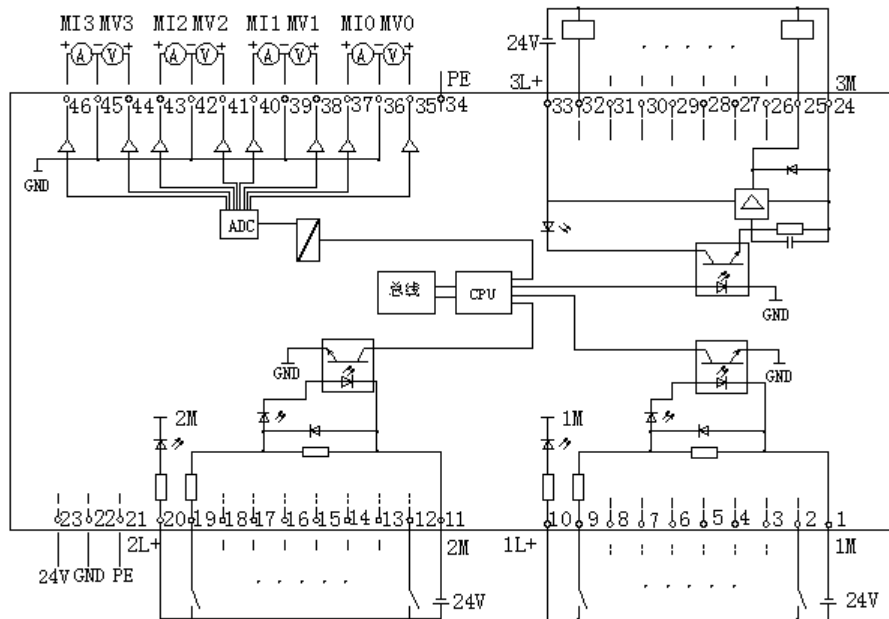 MI3 MV3 MI2 MV2 MI1 MV1 MI0 MV0
+ - + + - + + - + + - +
A V A V A V A V
PE
24V
3L+ 3M
46 45 44 43 42 41 40 39 38 37 36 35 34
33 32 31 30 29 28 27 26 25 24
GND
ADC
总线 CPU
GND
GND
GND
2M 1M
23 22 21 20 19 18 17 16 15 14 13 12 11
10 9 8 7 6 5 4 3 2 1
2L+ 2M 1L+ 1M
24V GND PE
24V 24V